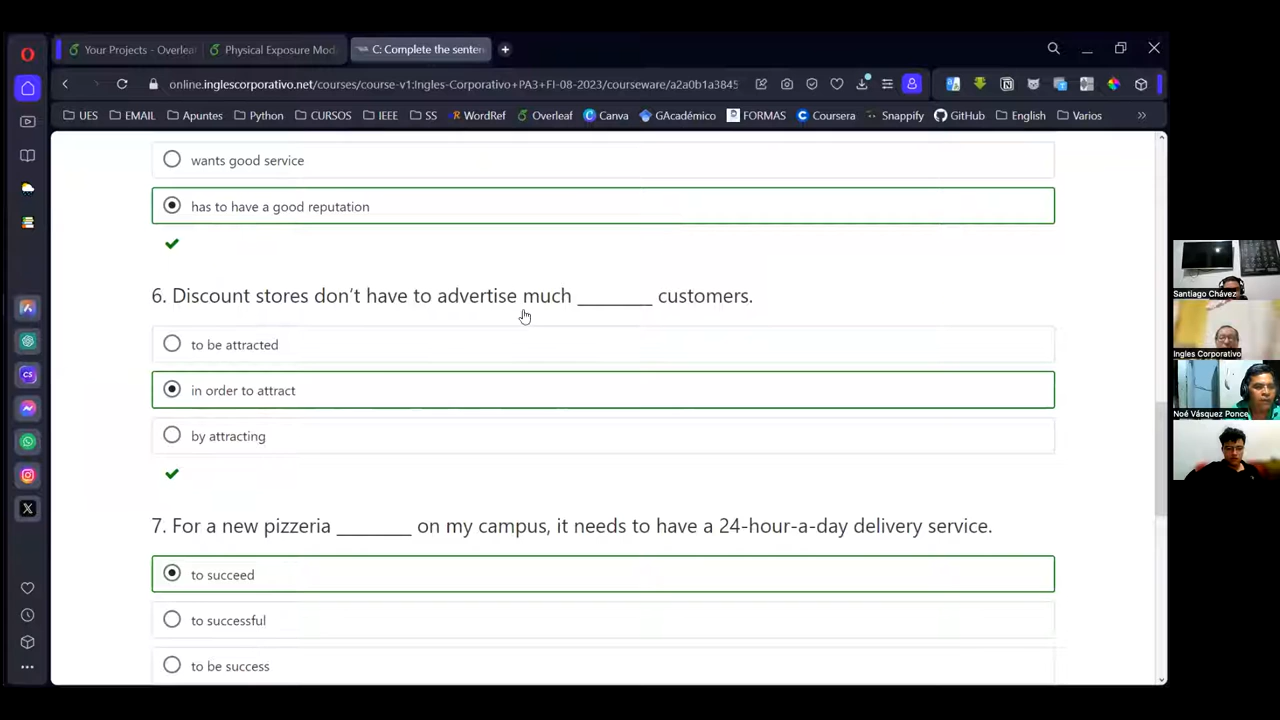 Your Projects - Overleaf
Physical Exposure Mod
C: Complete the senten
online.inglescorporativo.net/courses/course-v1:Ingles-Corporativo+PA3+FI-08-2023/courseware/a2a0b1a3845
UES EMAIL Apuntes Python CURSOS IEEE SS WordRef Overleaf Canva GAcadémico FORMAS Coursera Snappify GitHub English Varios »
wants good service
has to have a good reputation
6. Discount stores don’t have to advertise much ________ customers.
to be attracted
in order to attract
by attracting
7. For a new pizzeria ________ on my campus, it needs to have a 24-hour-a-day delivery service.
to succeed
to successful
to be success
CS
Santiago Chávez
Ingles Corporativo
Noé Vásquez Ponce